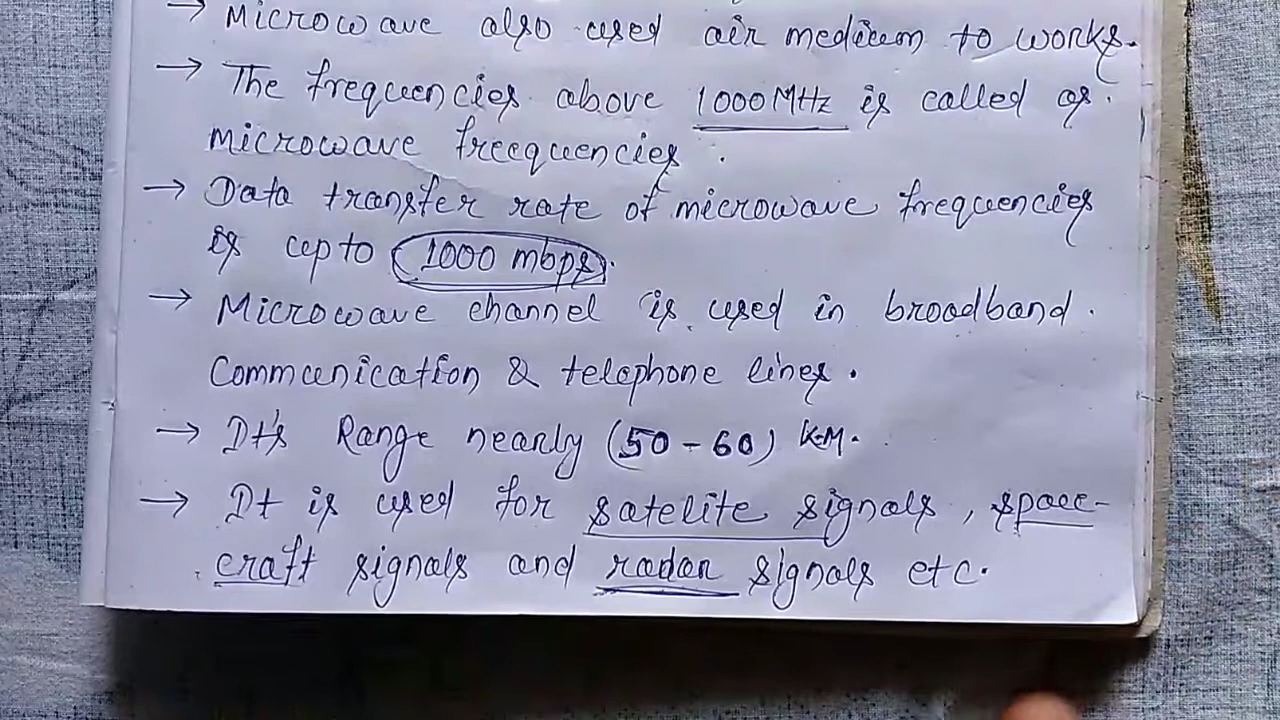 → Microwave also used air medium to works.
→ The frequencies above 1000MHz is called as
microwave freequencies.
→ Data transfer rate of microwave frequencies
is upto 1000 mbps.
→ Microwave channel is used in broadband.
Communication & telephone lines.
→ It's Range nearly (50-60) K.M.
→ It is used for satelite signals, space-
craft signals and radar signals etc.